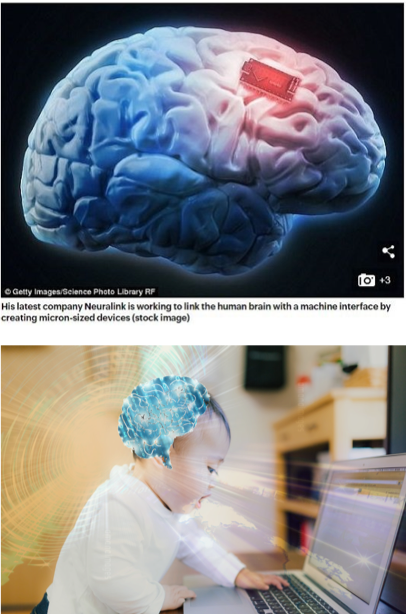 +3
© Getty Images/Science Photo Library RF
His latest company Neuralink is working to link the human brain with a machine interface by
creating micron-sized devices (stock image)